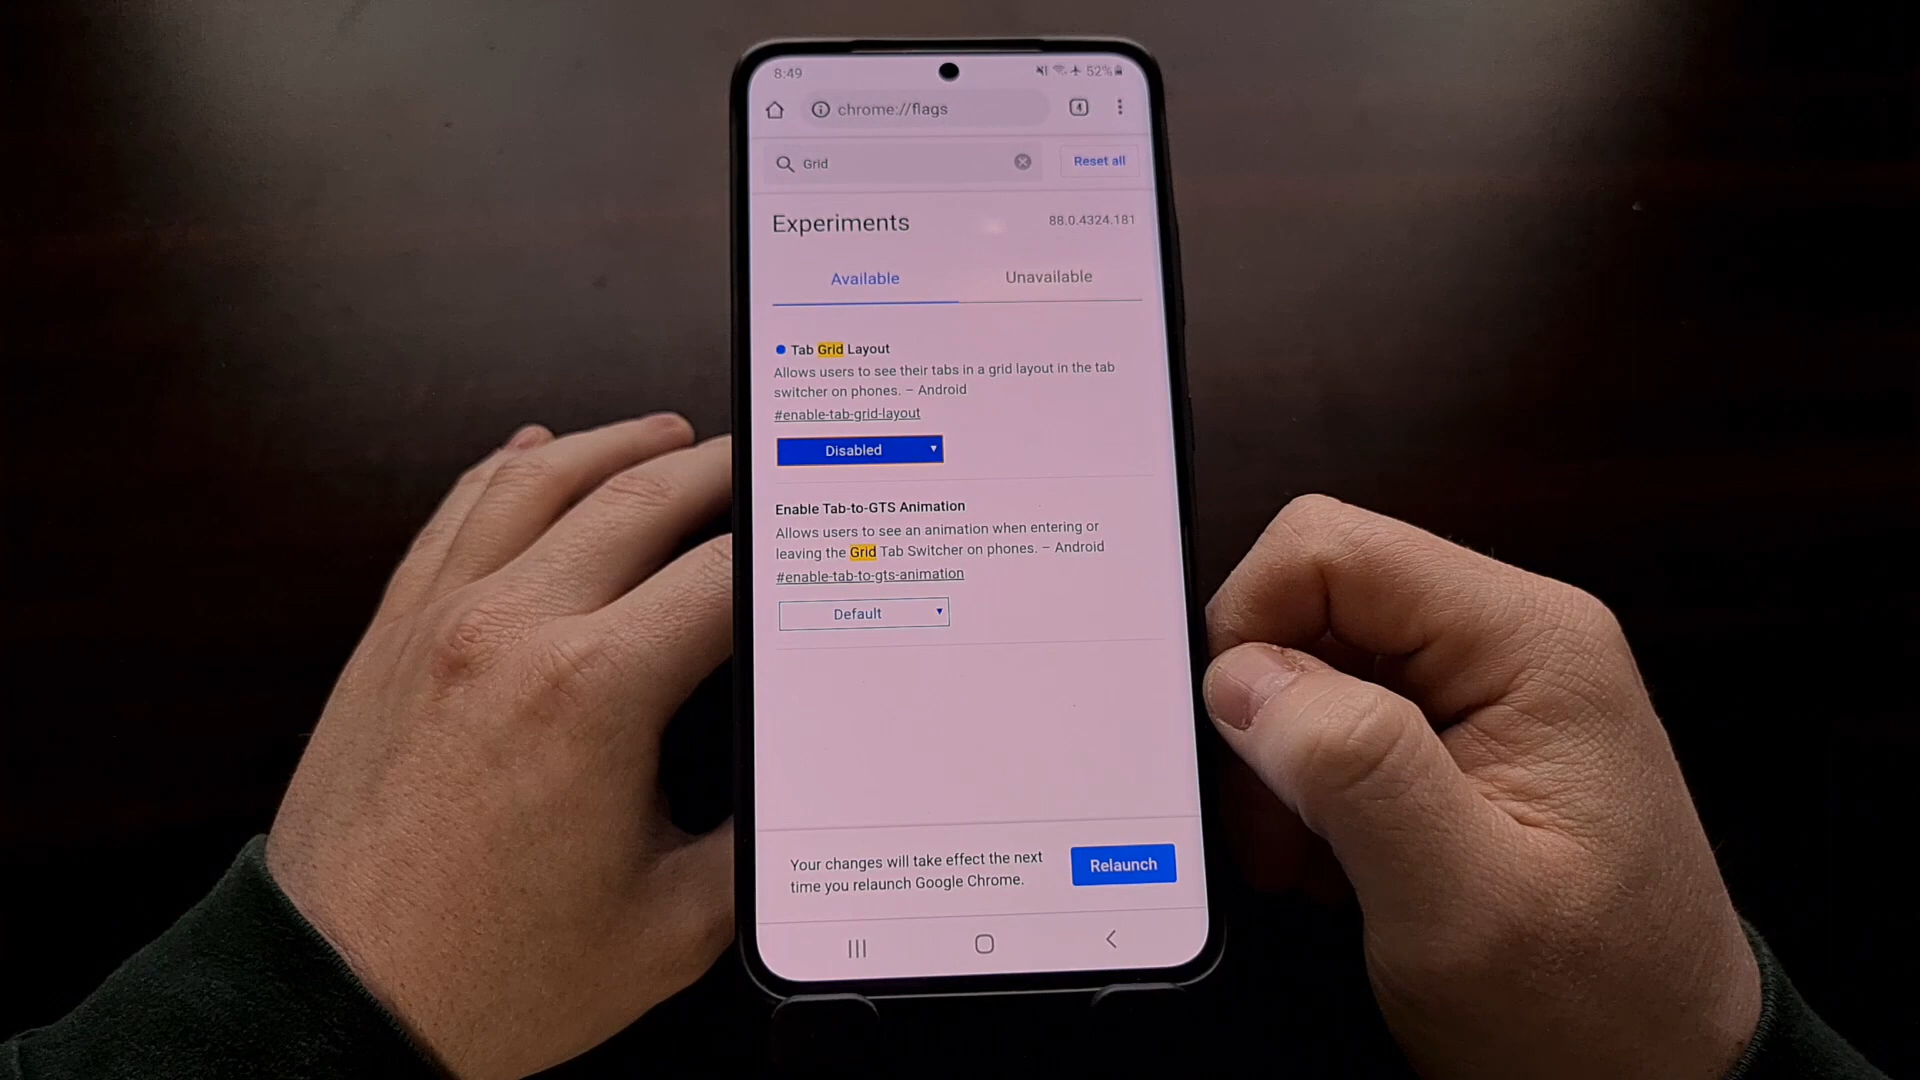 8:49
52%
chrome://flags
4
Grid
Reset all
Experiments
88.0.4324.181
Available
Unavailable
Tab Grid Layout
Allows users to see their tabs in a grid layout in the tab
switcher on phones. – Android
#enable-tab-grid-layout
Disabled
Enable Tab-to-GTS Animation
Allows users to see an animation when entering or
leaving the Grid Tab Switcher on phones. – Android
#enable-tab-to-gts-animation
Default
Your changes will take effect the next
time you relaunch Google Chrome.
Relaunch